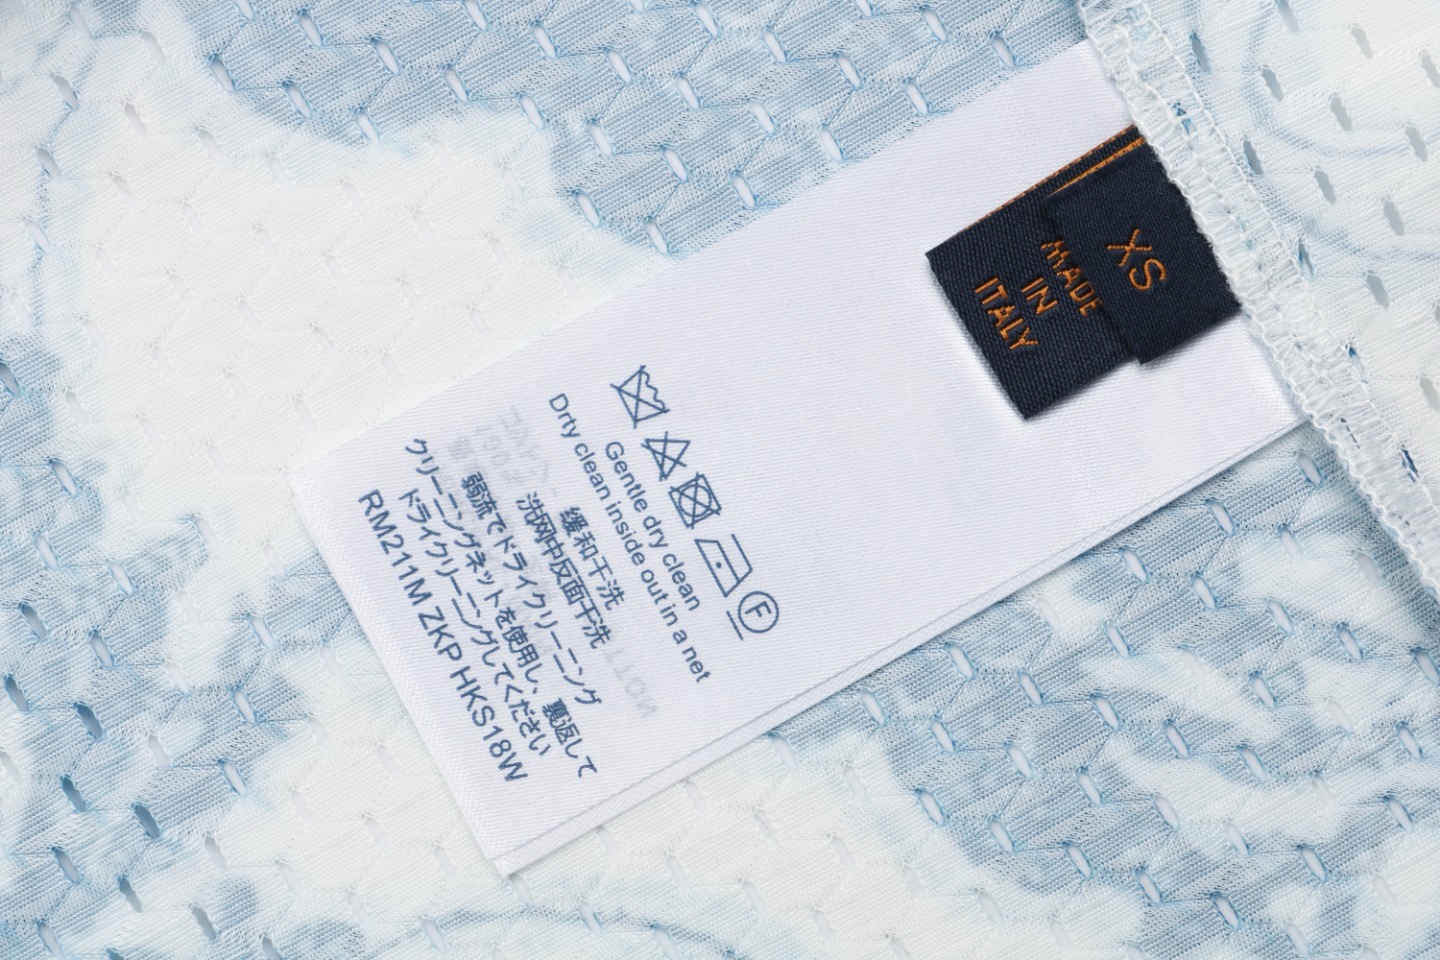 XS
MADE
IN
ITALY
F
Gentle dry clean
Drty clean inside out in a net
缓和干洗
洗网中反面干洗
弱流でドライクリーニング
クリーニングネットを使用し、裏返して
ドライクリーニングしてください
RM211M ZKP HKS18W